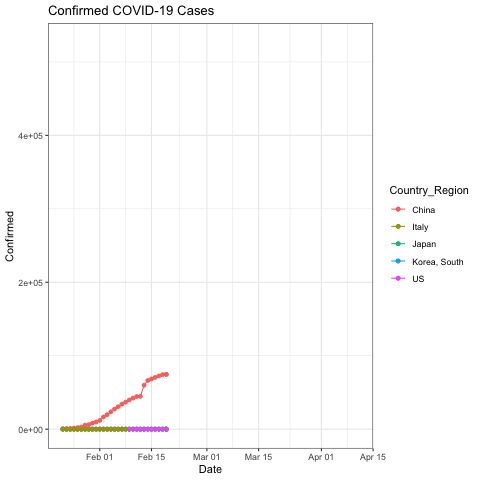 Confirmed COVID-19 Cases
Confirmed
4e+05
2e+05
0e+00
Feb 01
Feb 15
Mar 01
Mar 15
Apr 01
Apr 15
Date
Country_Region
China
Italy
Japan
Korea, South
US